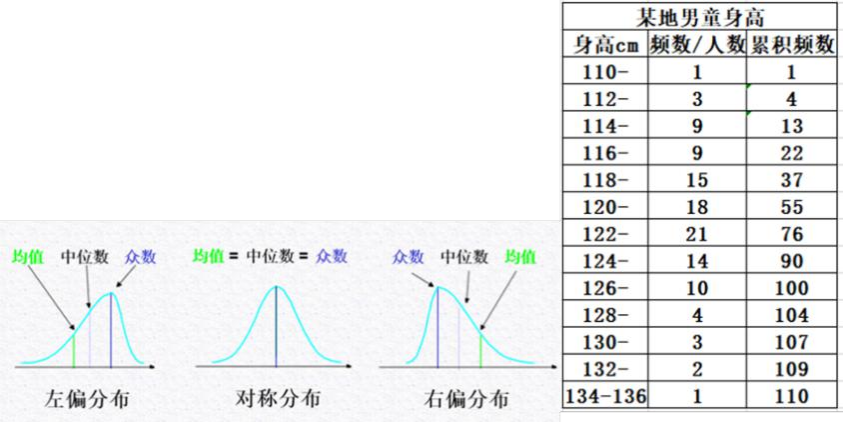 均值 中位数 众数
左偏分布
均值 = 中位数 = 众数
对称分布
众数 中位数 均值
右偏分布
某地男童身高
身高cm 频数/人数 累积频数
110- 1 1
112- 3 4
114- 9 13
116- 9 22
118- 15 37
120- 18 55
122- 21 76
124- 14 90
126- 10 100
128- 4 104
130- 3 107
132- 2 109
134-136 1 110